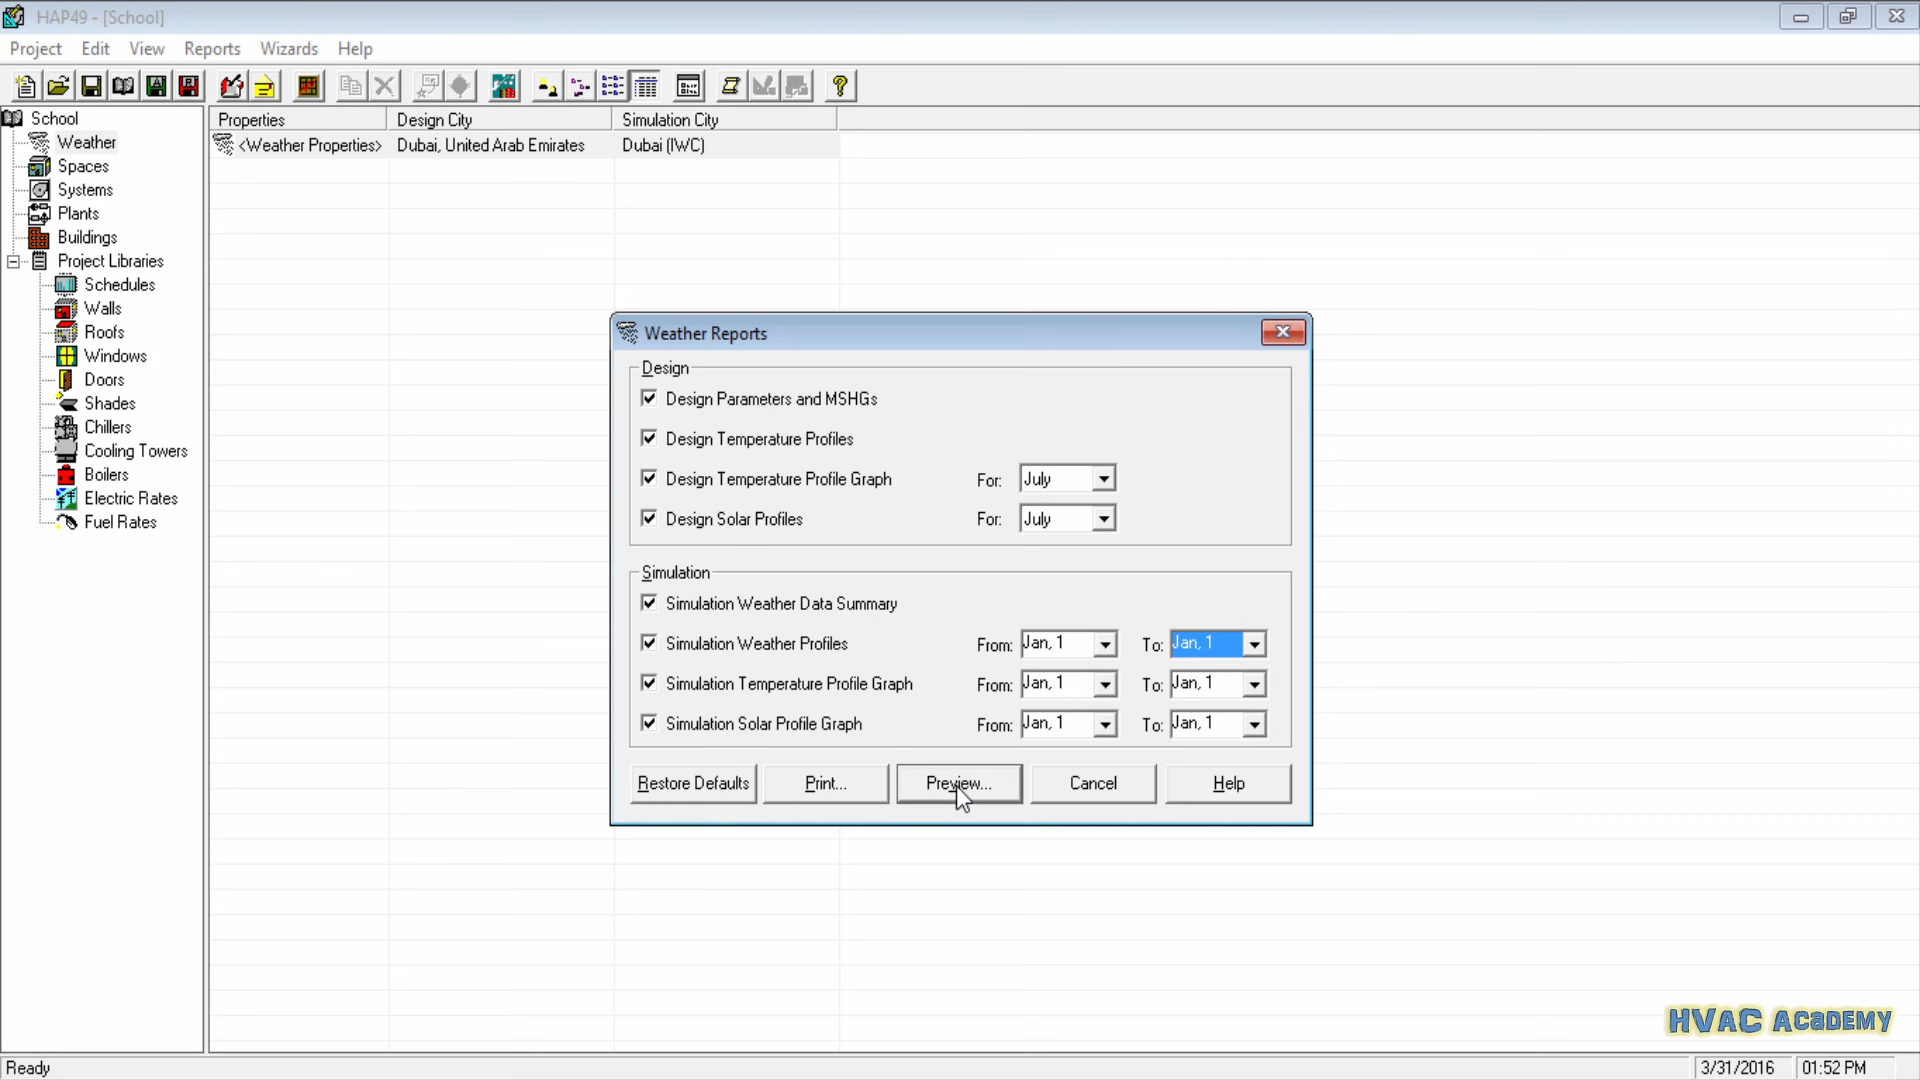 HAP49 - [School]
Project Edit View Reports Wizards Help
School
Weather
Spaces
Systems
Plants
Buildings
Project Libraries
Schedules
Walls
Roofs
Windows
Doors
Shades
Chillers
Cooling Towers
Boilers
Electric Rates
Fuel Rates
Properties Design City Simulation City
<Weather Properties> Dubai, United Arab Emirates Dubai (IWC)
Weather Reports
Design
Design Parameters and MSHGs
Design Temperature Profiles
Design Temperature Profile Graph For: July
Design Solar Profiles For: July
Simulation
Simulation Weather Data Summary
Simulation Weather Profiles From: Jan, 1 To: Jan, 1
Simulation Temperature Profile Graph From: Jan, 1 To: Jan, 1
Simulation Solar Profile Graph From: Jan, 1 To: Jan, 1
Restore Defaults Print... Preview... Cancel Help
HVAC Academy
Ready 3/31/2016 01:52 PM